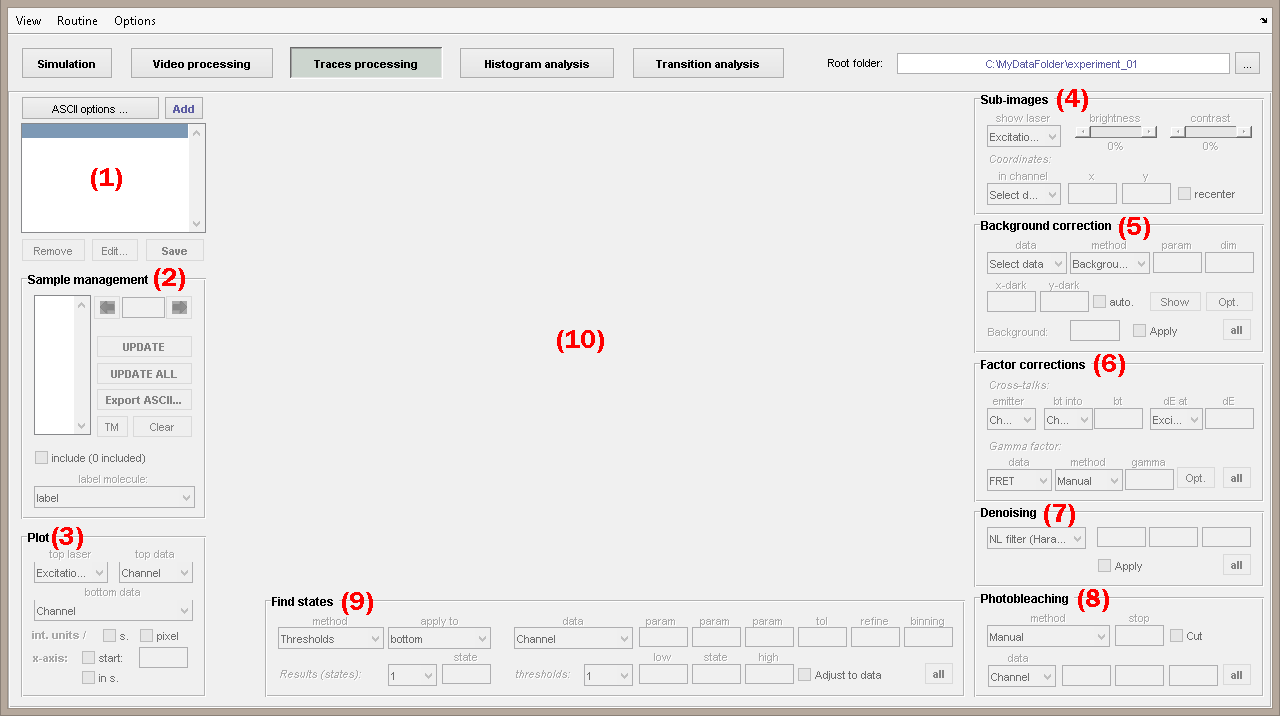 View Routine Options
Simulation Video processing Traces processing Histogram analysis Transition analysis Root folder: C:\MyDataFolder\experiment_01 ...
ASCII options ... Add
(1)
Remove Edit... Save
Sample management (2)
UPDATE
UPDATE ALL
Export ASCII...
TM Clear
include (0 included)
label molecule:
label
Plot (3)
top laser top data
Excitatio... Channel
bottom data
Channel
int. units / s. pixel
x-axis: start:
in s.
(10)
Find states (9)
method apply to data param param param tol refine binning
Thresholds bottom Channel
state low state high
Results (states): 1 thresholds: 1 Adjust to data all
Sub-images (4)
show laser brightness contrast
Excitatio...
0% 0%
Coordinates:
in channel x y
Select d... recenter
Background correction (5)
data method param dim
Select data Backgrou...
x-dark y-dark
auto. Show Opt.
Background: Apply all
Factor corrections (6)
Cross-talks:
emitter bt into bt dE at dE
Ch... Ch... Exci...
Gamma factor:
data method gamma
FRET Manual Opt. all
Denoising (7)
NL filter (Hara...
Apply all
Photobleaching (8)
method stop
Manual Cut
data
Channel all